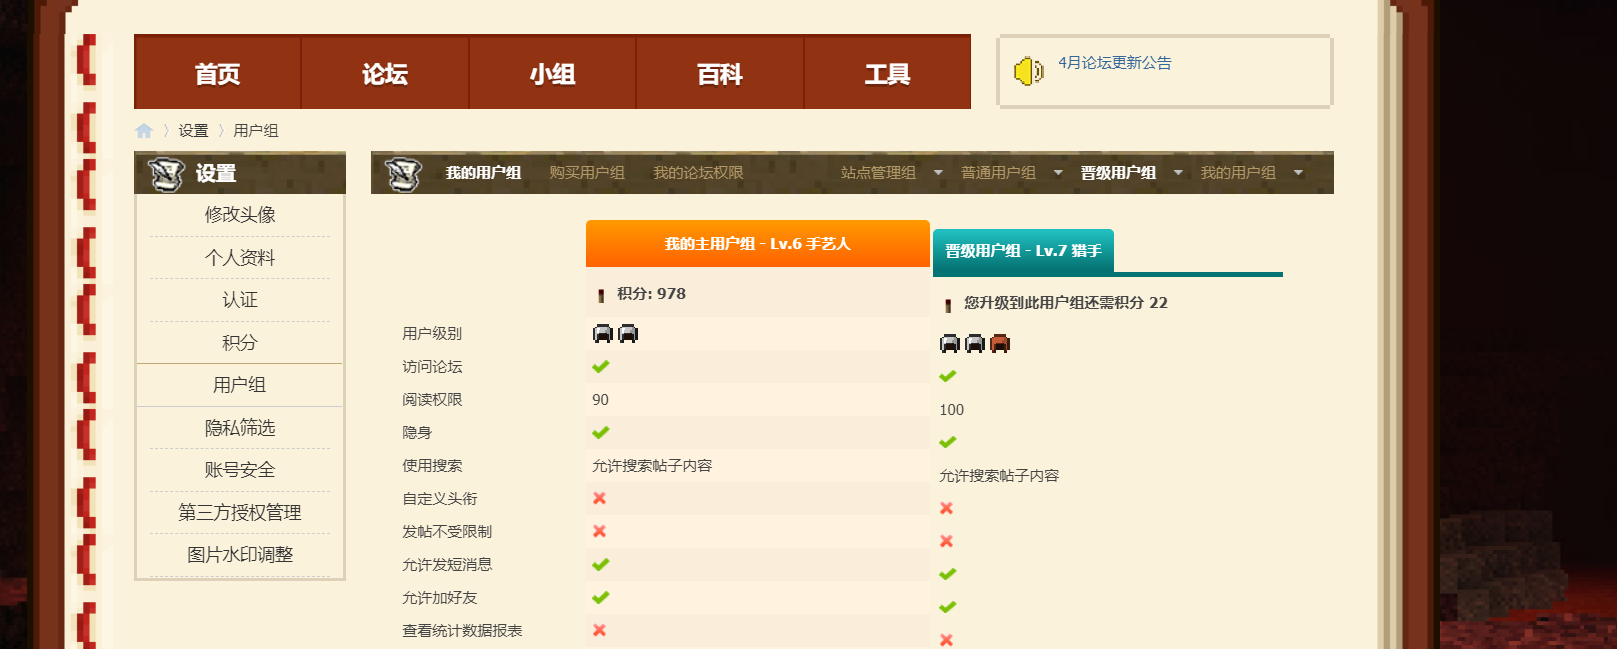 首页 论坛 小组 百科 工具
4月论坛更新公告
设置 用户组
设置
修改头像
个人资料
认证
积分
用户组
隐私筛选
账号安全
第三方授权管理
图片水印调整
我的用户组 购买用户组 我的论坛权限 站点管理组 普通用户组 晋级用户组 我的用户组
我的主用户组 - Lv.6 手艺人 晋级用户组 - Lv.7 猎手
积分: 978 您升级到此用户组还需积分 22
用户级别
访问论坛
阅读权限 90 100
隐身
使用搜索 允许搜索帖子内容 允许搜索帖子内容
自定义头衔
发帖不受限制
允许发短消息
允许加好友
查看统计数据报表